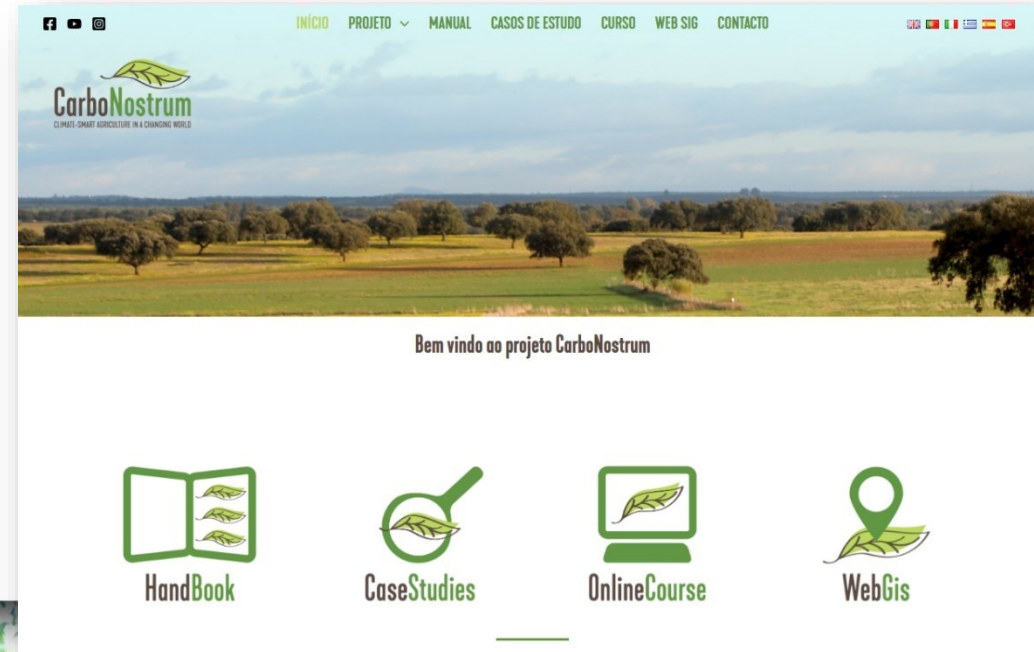 INÍCIO PROJETO MANUAL CASOS DE ESTUDO CURSO WEB SIG CONTACTO
CarboNostrum
CLIMATE-SMART AGRICULTURE IN A CHANGING WORLD
Bem vindo ao projeto CarboNostrum
HandBook CaseStudies OnlineCourse WebGis